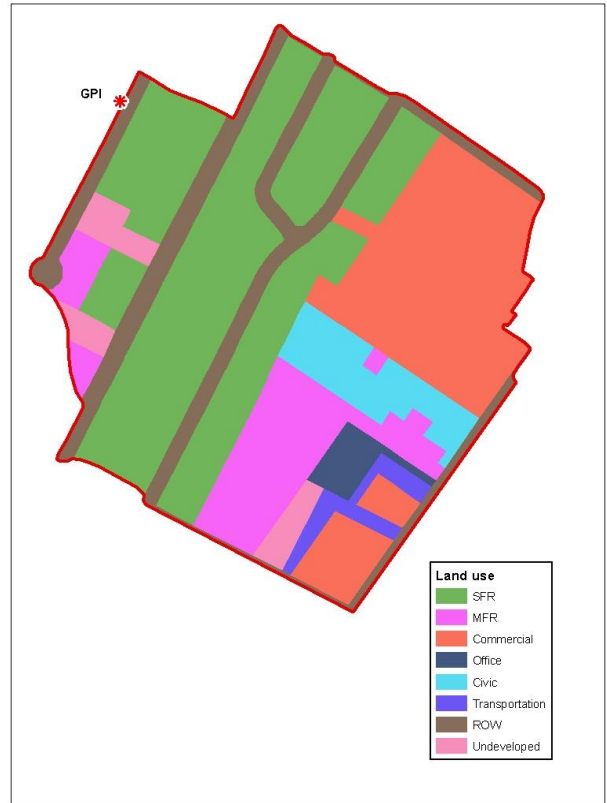 GPI
Land use
SFR
MFR
Commercial
Office
Civic
Transportation
ROW
Undeveloped